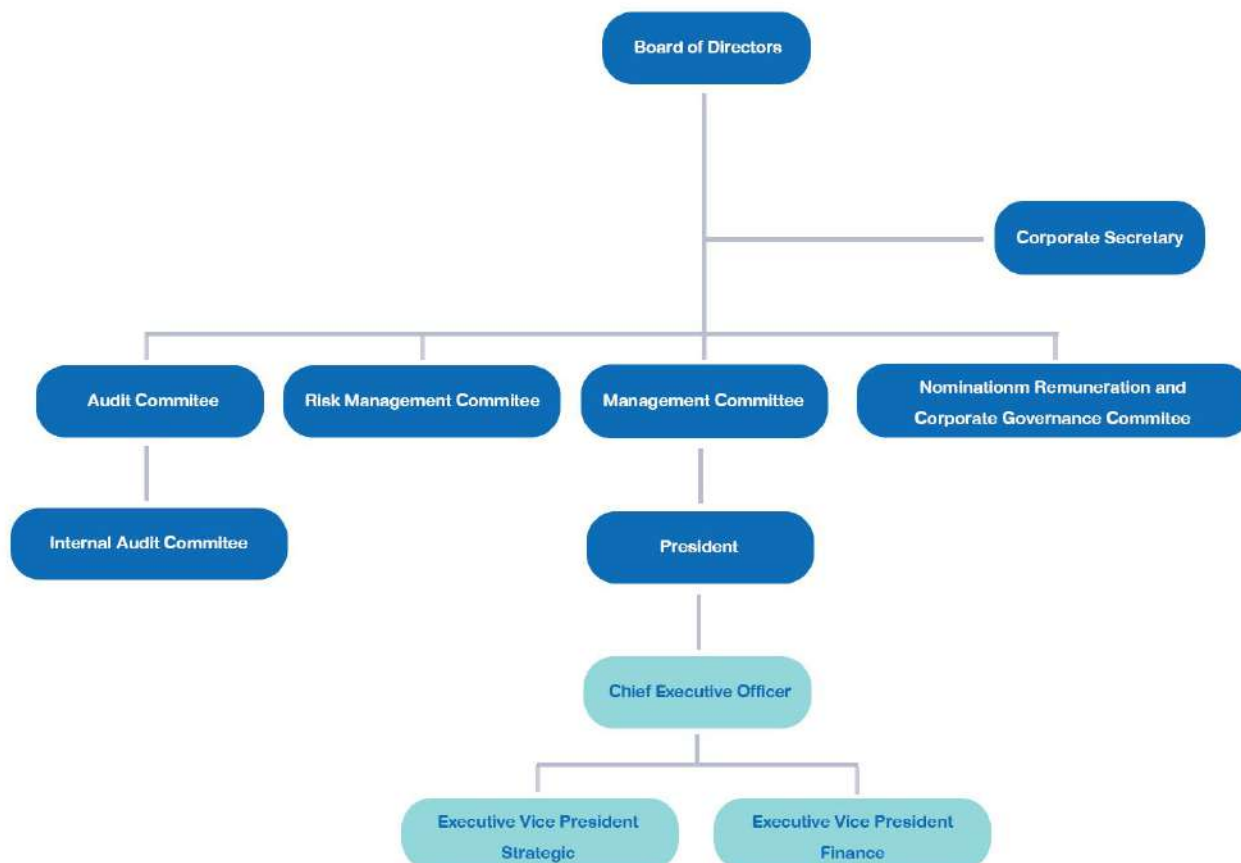 Board of Directors
Corporate Secretary
Audit Commitee
Risk Management Commitee
Management Committee
Nominationm Remuneration and
Corporate Governance Commitee
Internal Audit Commitee
President
Chief Executive Officer
Executive Vice President
Strategic
Executive Vice President
Finance